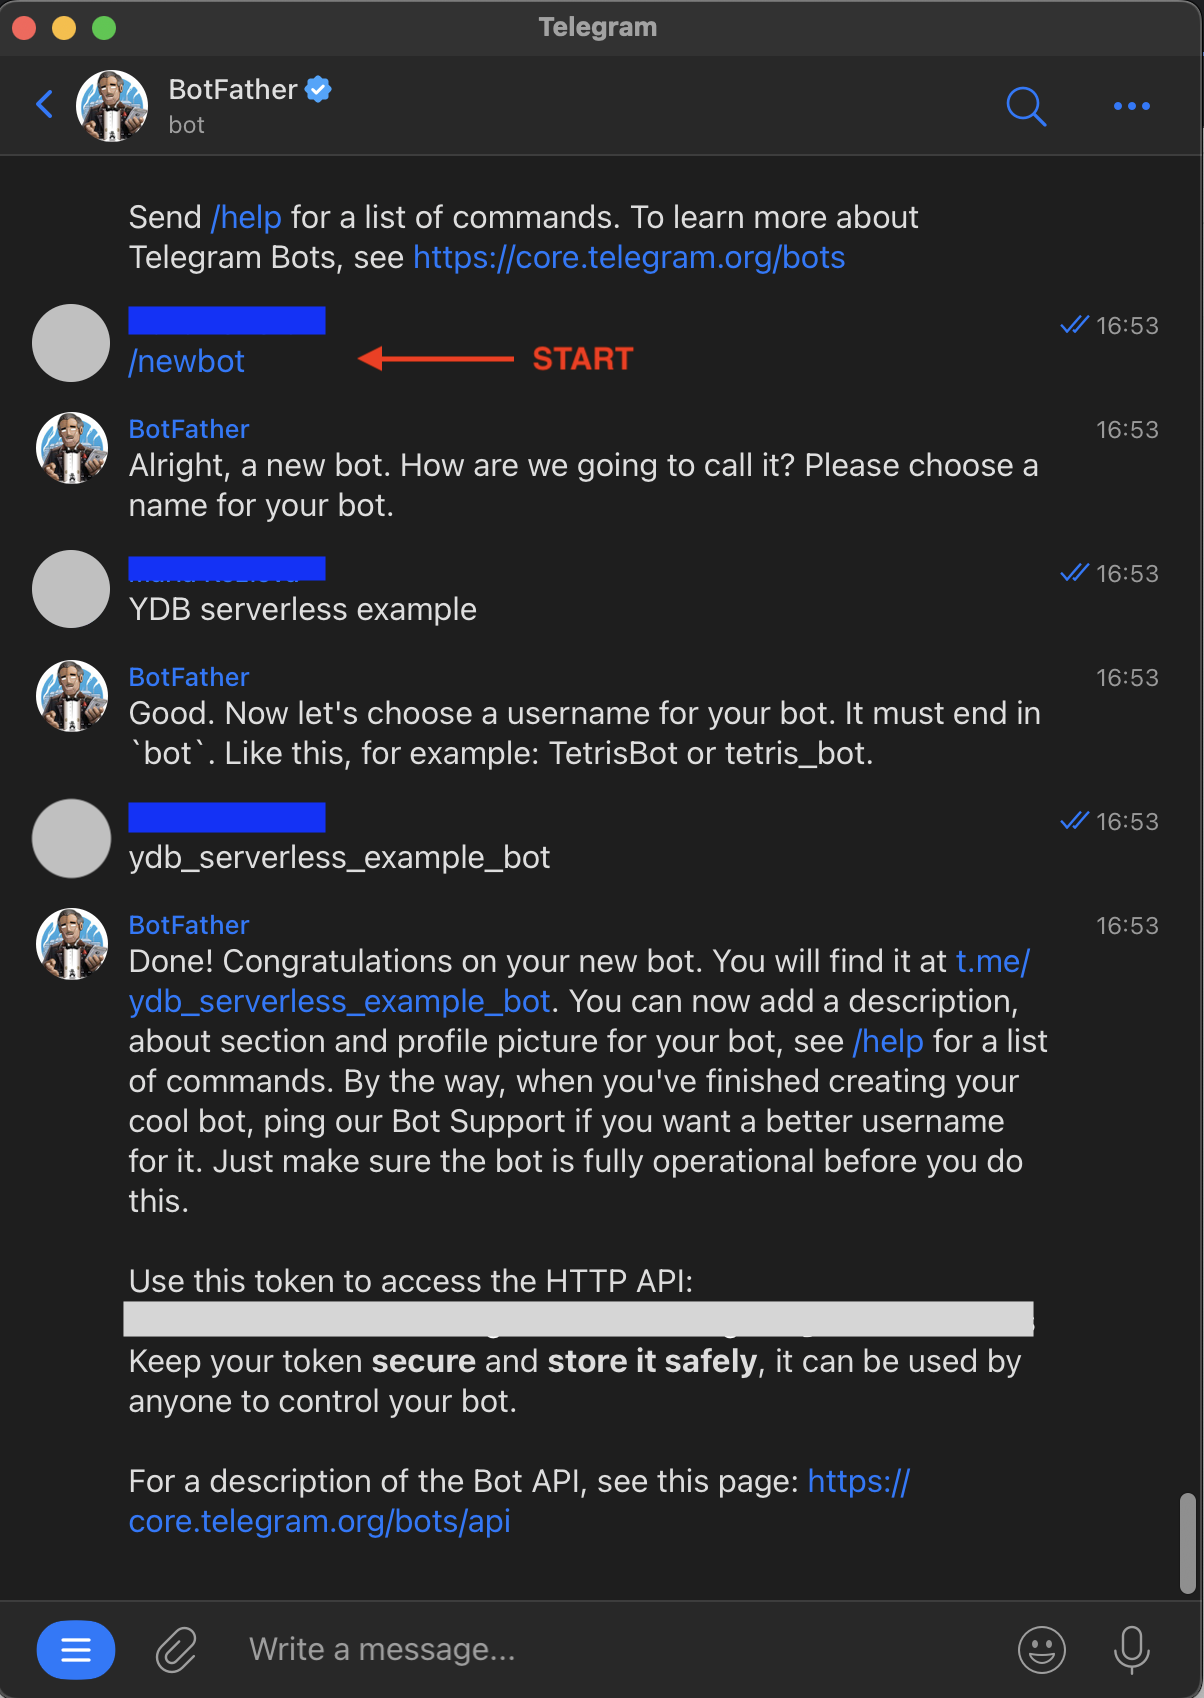 Telegram
BotFather
bot
Send /help for a list of commands. To learn more about
Telegram Bots, see https://core.telegram.org/bots
16:53
/newbot
START
BotFather
16:53
Alright, a new bot. How are we going to call it? Please choose a
name for your bot.
16:53
YDB serverless example
BotFather
16:53
Good. Now let's choose a username for your bot. It must end in
`bot`. Like this, for example: TetrisBot or tetris_bot.
16:53
ydb_serverless_example_bot
BotFather
16:53
Done! Congratulations on your new bot. You will find it at t.me/
ydb_serverless_example_bot. You can now add a description,
about section and profile picture for your bot, see /help for a list
of commands. By the way, when you've finished creating your
cool bot, ping our Bot Support if you want a better username
for it. Just make sure the bot is fully operational before you do
this.
Use this token to access the HTTP API:
Keep your token secure and store it safely, it can be used by
anyone to control your bot.
For a description of the Bot API, see this page: https://
core.telegram.org/bots/api
Write a message...